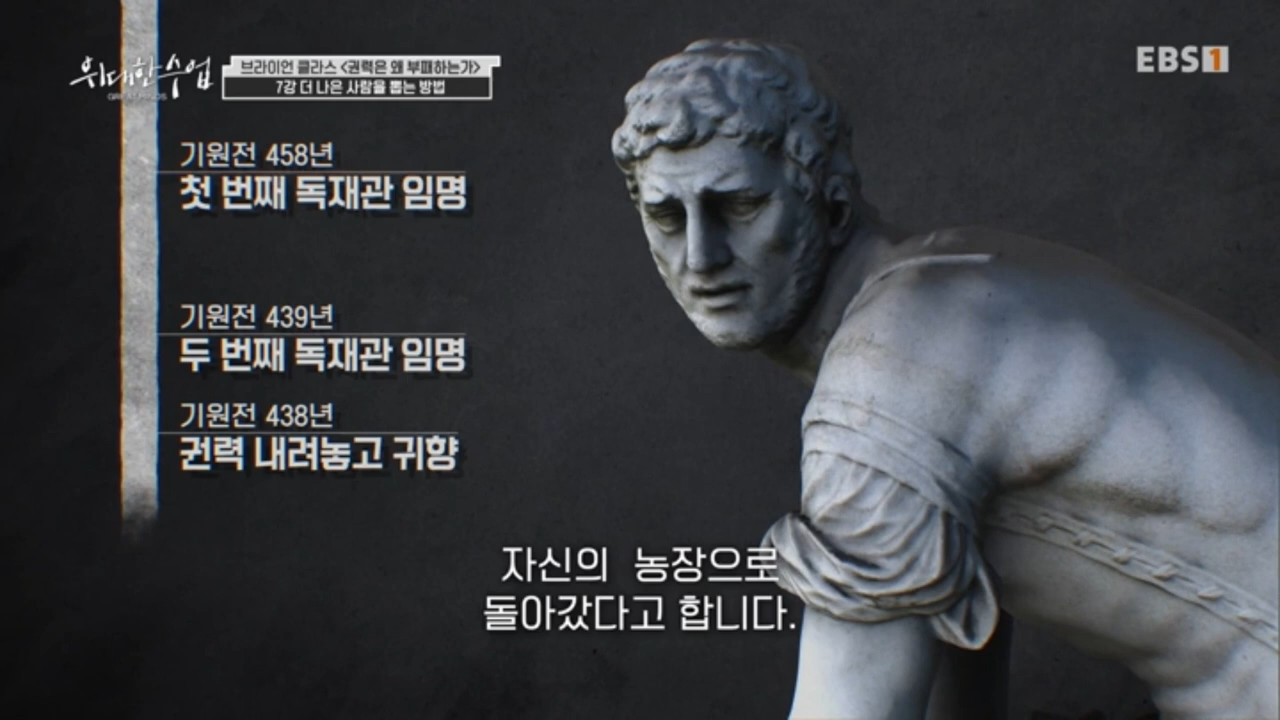 위대한수업
브라이언 클라스 <권력은 왜 부패하는가>
7강 더 나은 사람을 뽑는 방법
EBS1
기원전 458년
첫 번째 독재관 임명
기원전 439년
두 번째 독재관 임명
기원전 438년
권력 내려놓고 귀향
자신의 농장으로
돌아갔다고 합니다.